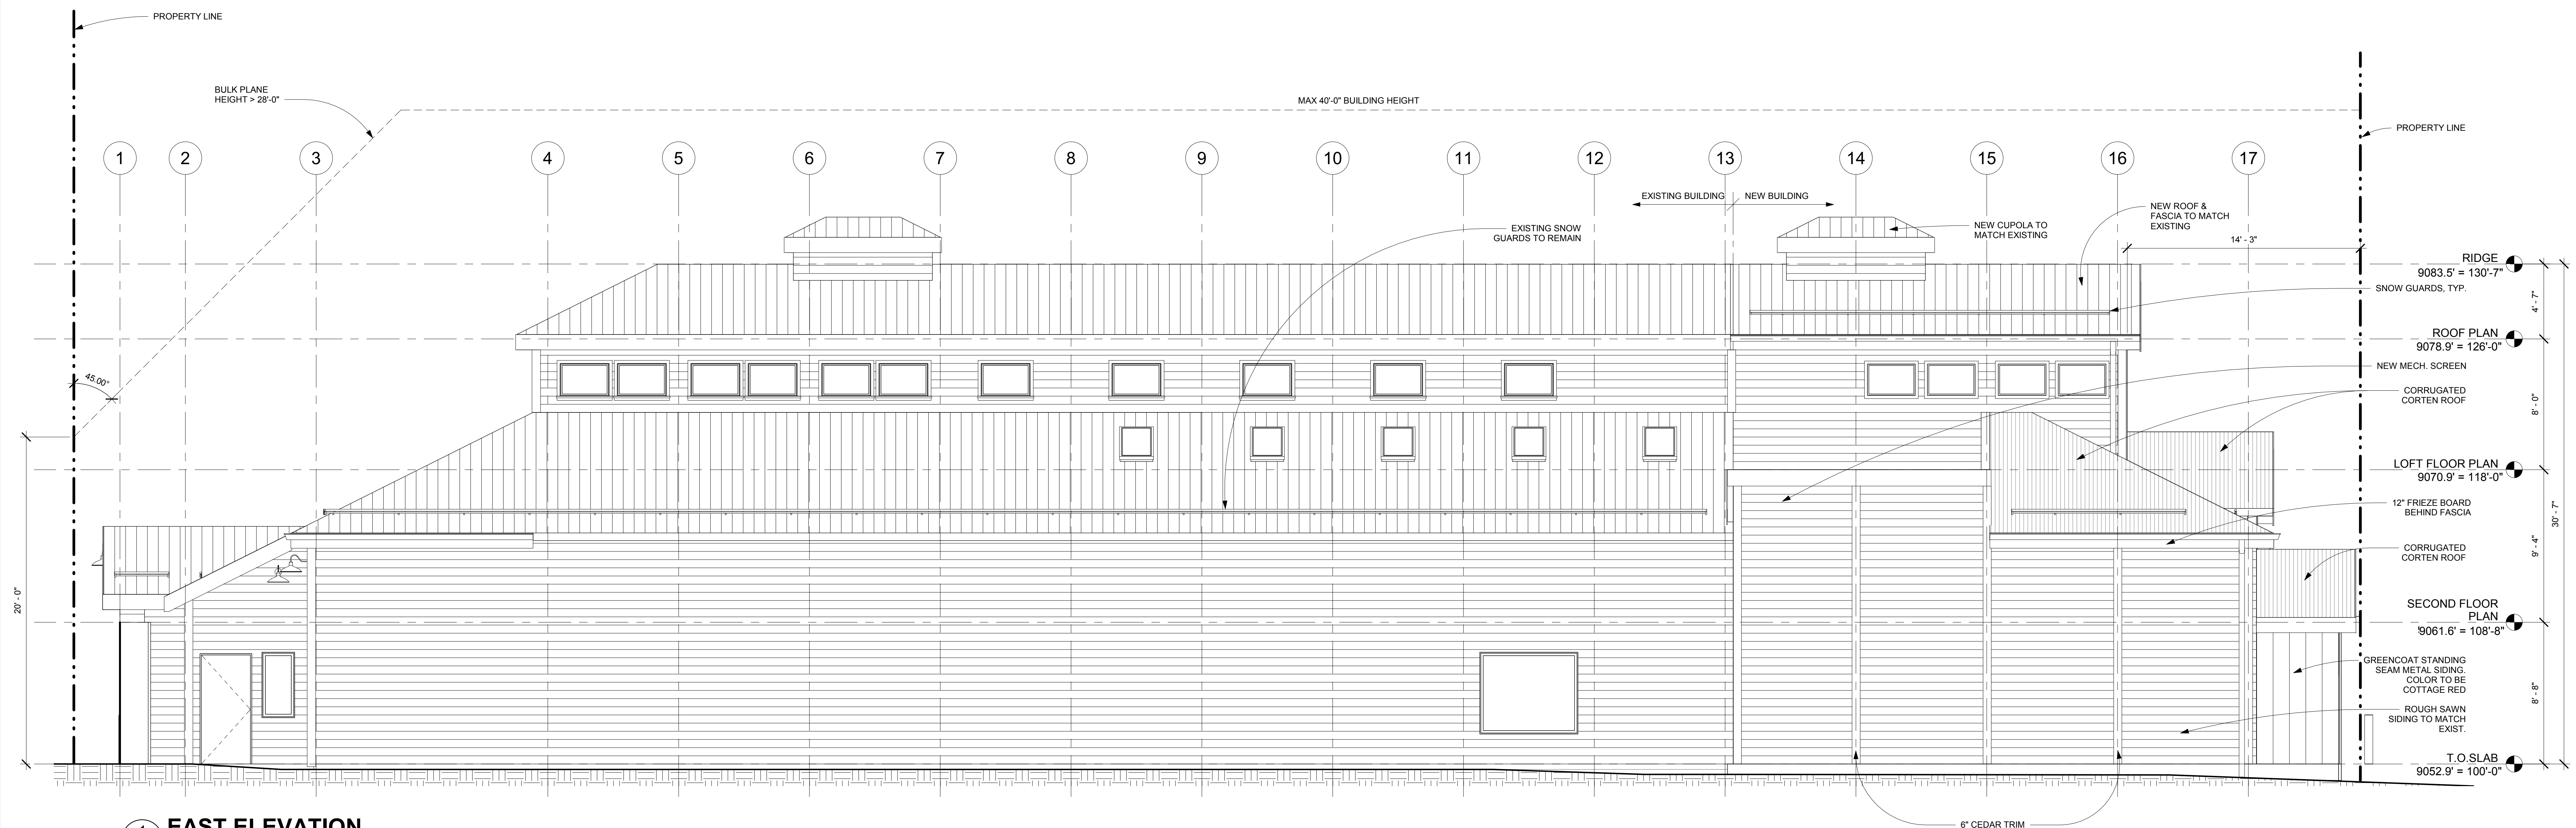 PROPERTY LINE
BULK PLANE
HEIGHT > 28'-0"
MAX 40'-0" BUILDING HEIGHT
PROPERTY LINE
1
2
3
4
5
6
7
8
9
10
11
12
13
14
15
16
17
EXISTING BUILDING
NEW BUILDING
EXISTING SNOW
GUARDS TO REMAIN
NEW CUPOLA TO
MATCH EXISTING
NEW ROOF &
FASCIA TO MATCH
EXISTING
14' - 3"
RIDGE
9083.5' = 130'-7"
SNOW GUARDS, TYP.
4' - 7"
ROOF PLAN
9078.9' = 126'-0"
NEW MECH. SCREEN
45.00°
CORRUGATED
CORTEN ROOF
8' - 0"
LOFT FLOOR PLAN
9070.9' = 118'-0"
12" FRIEZE BOARD
BEHIND FASCIA
30' - 7"
9' - 4"
CORRUGATED
CORTEN ROOF
20' - 0"
SECOND FLOOR
PLAN
9061.6' = 108'-8"
GREENCOAT STANDING
SEAM METAL SIDING.
COLOR TO BE
COTTAGE RED
8' - 8"
ROUGH SAWN
SIDING TO MATCH
EXIST.
T.O.SLAB
9052.9' = 100'-0"
1
EAST ELEVATION
6" CEDAR TRIM